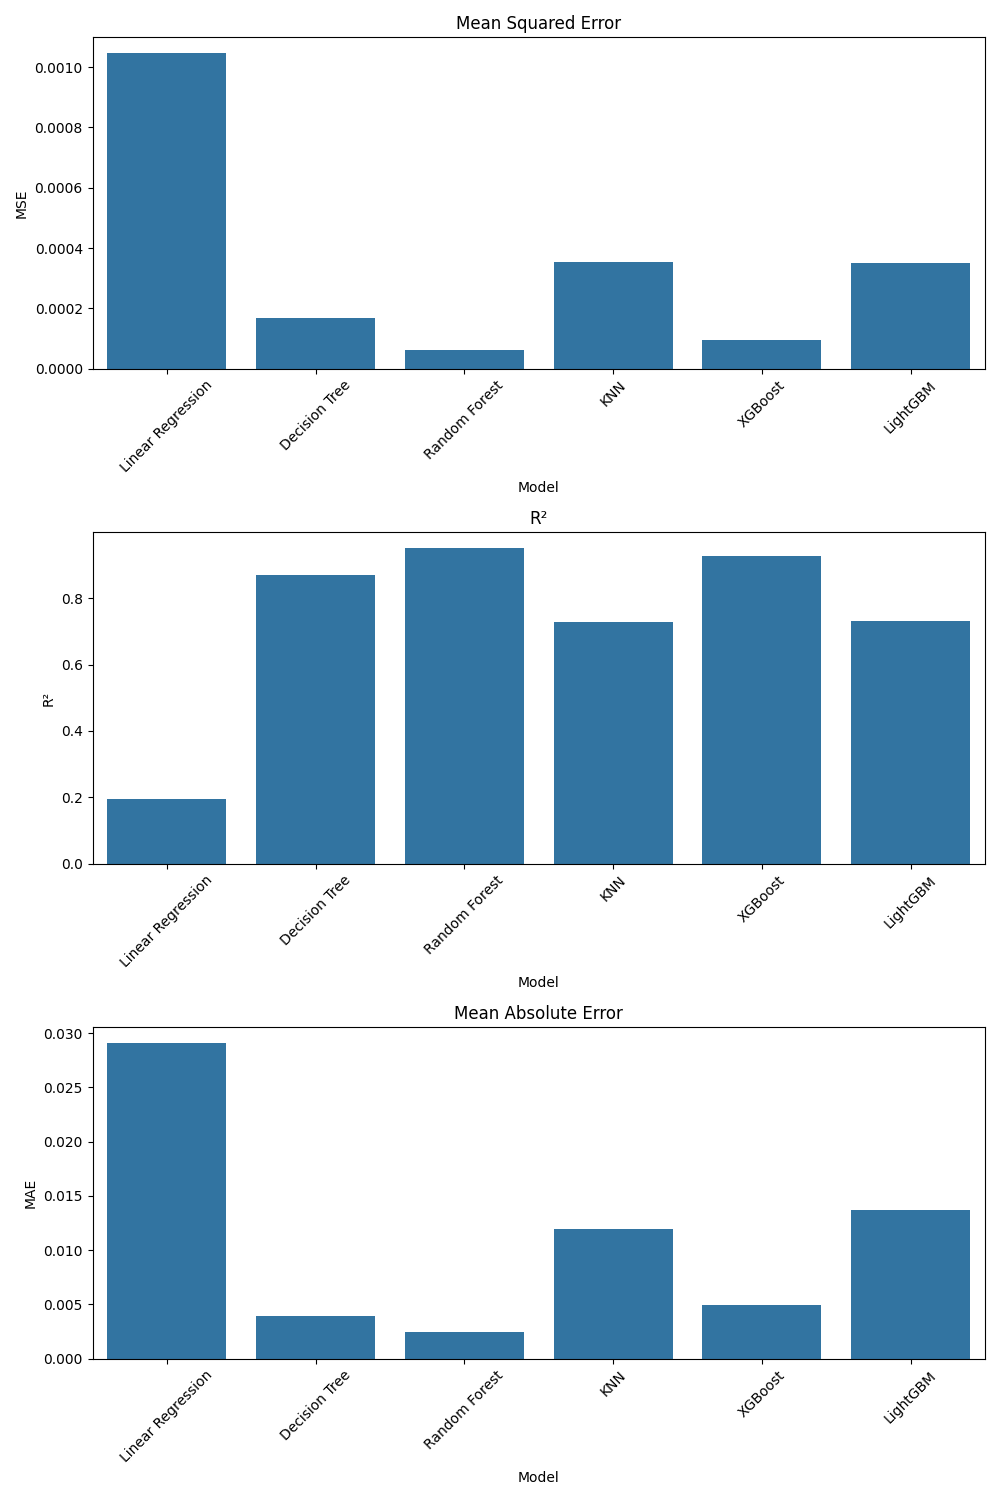 Mean Squared Error
MSE
0.0010
0.0008
0.0006
0.0004
0.0002
0.0000
Linear Regression
Decision Tree
Random Forest
KNN
XGBoost
LightGBM
Model
R²
R²
0.8
0.6
0.4
0.2
0.0
Linear Regression
Decision Tree
Random Forest
KNN
XGBoost
LightGBM
Model
Mean Absolute Error
MAE
0.030
0.025
0.020
0.015
0.010
0.005
0.000
Linear Regression
Decision Tree
Random Forest
KNN
XGBoost
LightGBM
Model